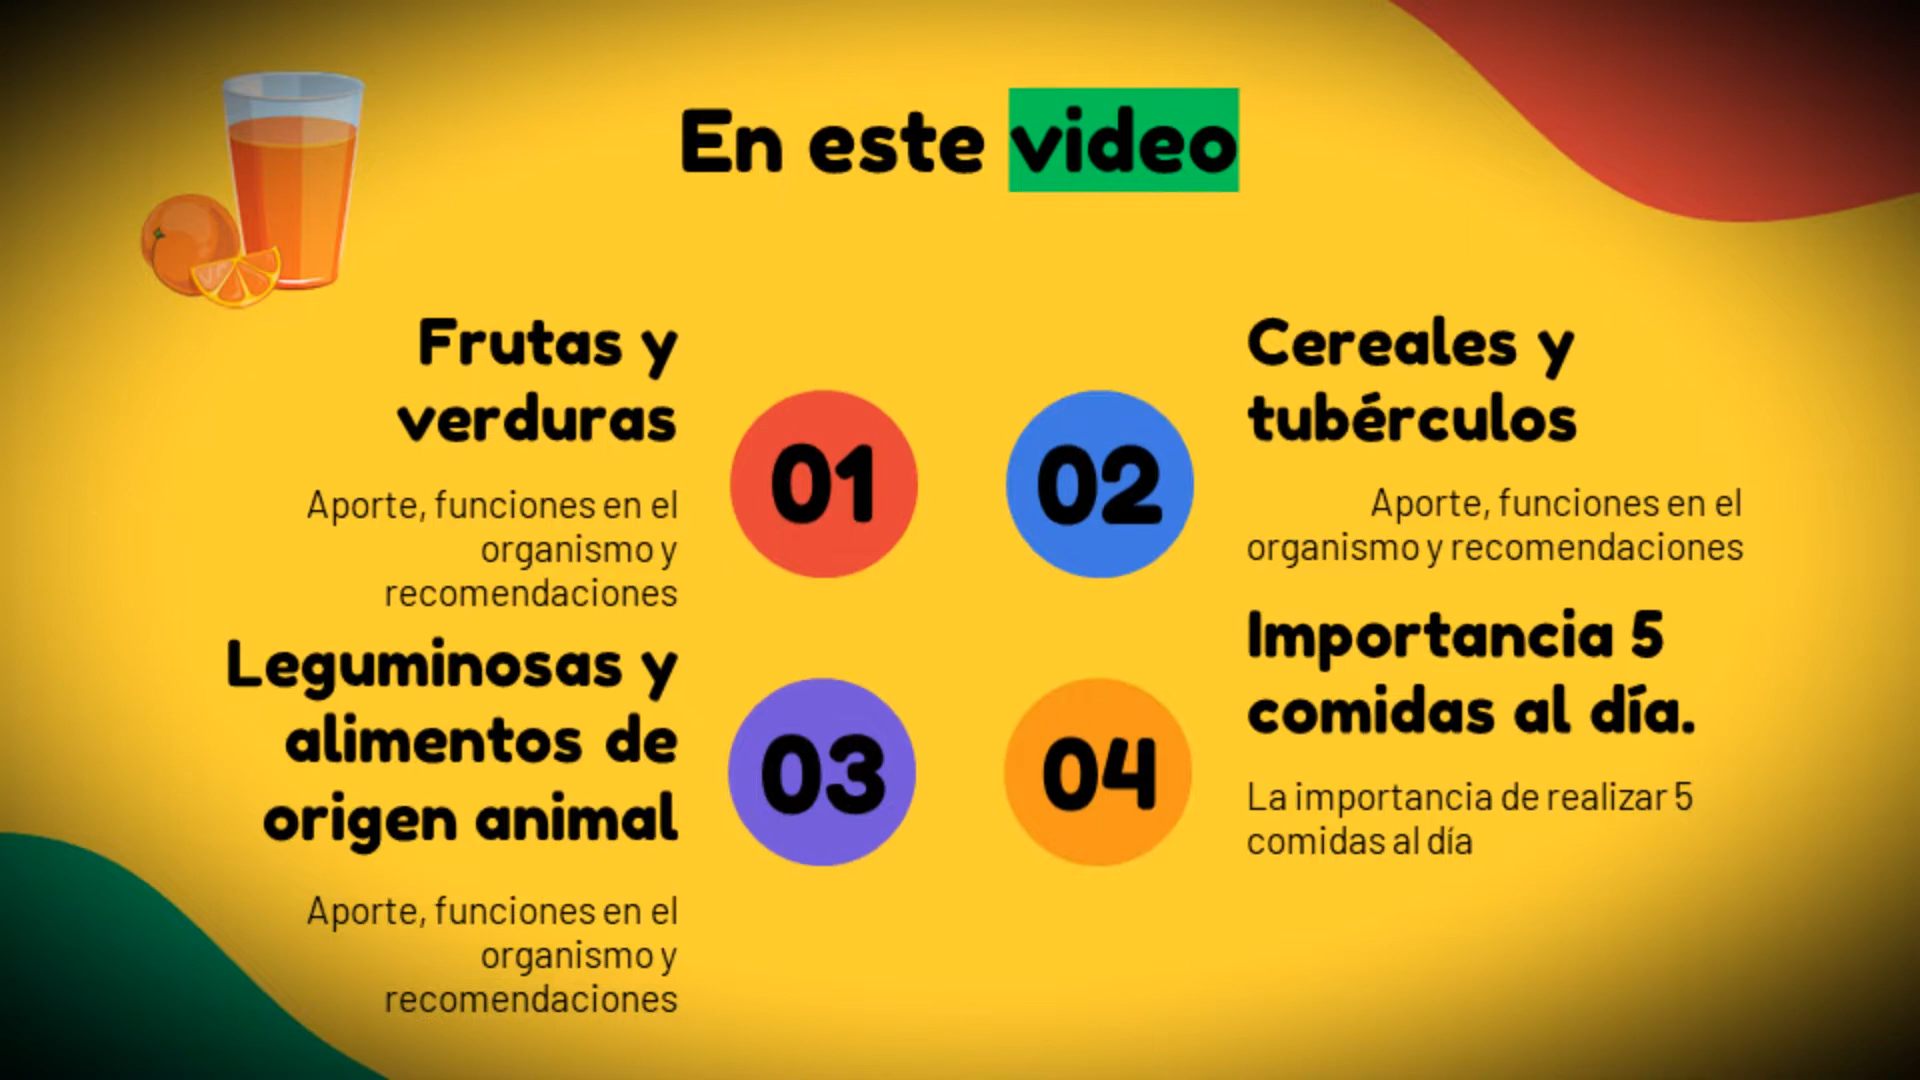 En este video
Frutas y
verduras
Aporte, funciones en el
organismo y
recomendaciones
01
02
Cereales y
tubérculos
Aporte, funciones en el
organismo y recomendaciones
Leguminosas y
alimentos de
origen animal
Aporte, funciones en el
organismo y
recomendaciones
03
04
Importancia 5
comidas al día.
La importancia de realizar 5
comidas al día